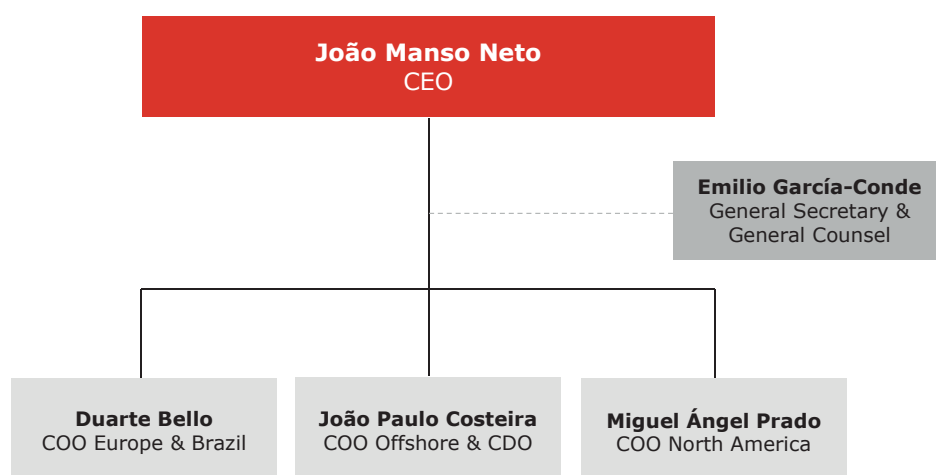 João Manso Neto
CEO
Emilio García-Conde
General Secretary &
General Counsel
Duarte Bello
COO Europe & Brazil
João Paulo Costeira
COO Offshore & CDO
Miguel Ángel Prado
COO North America